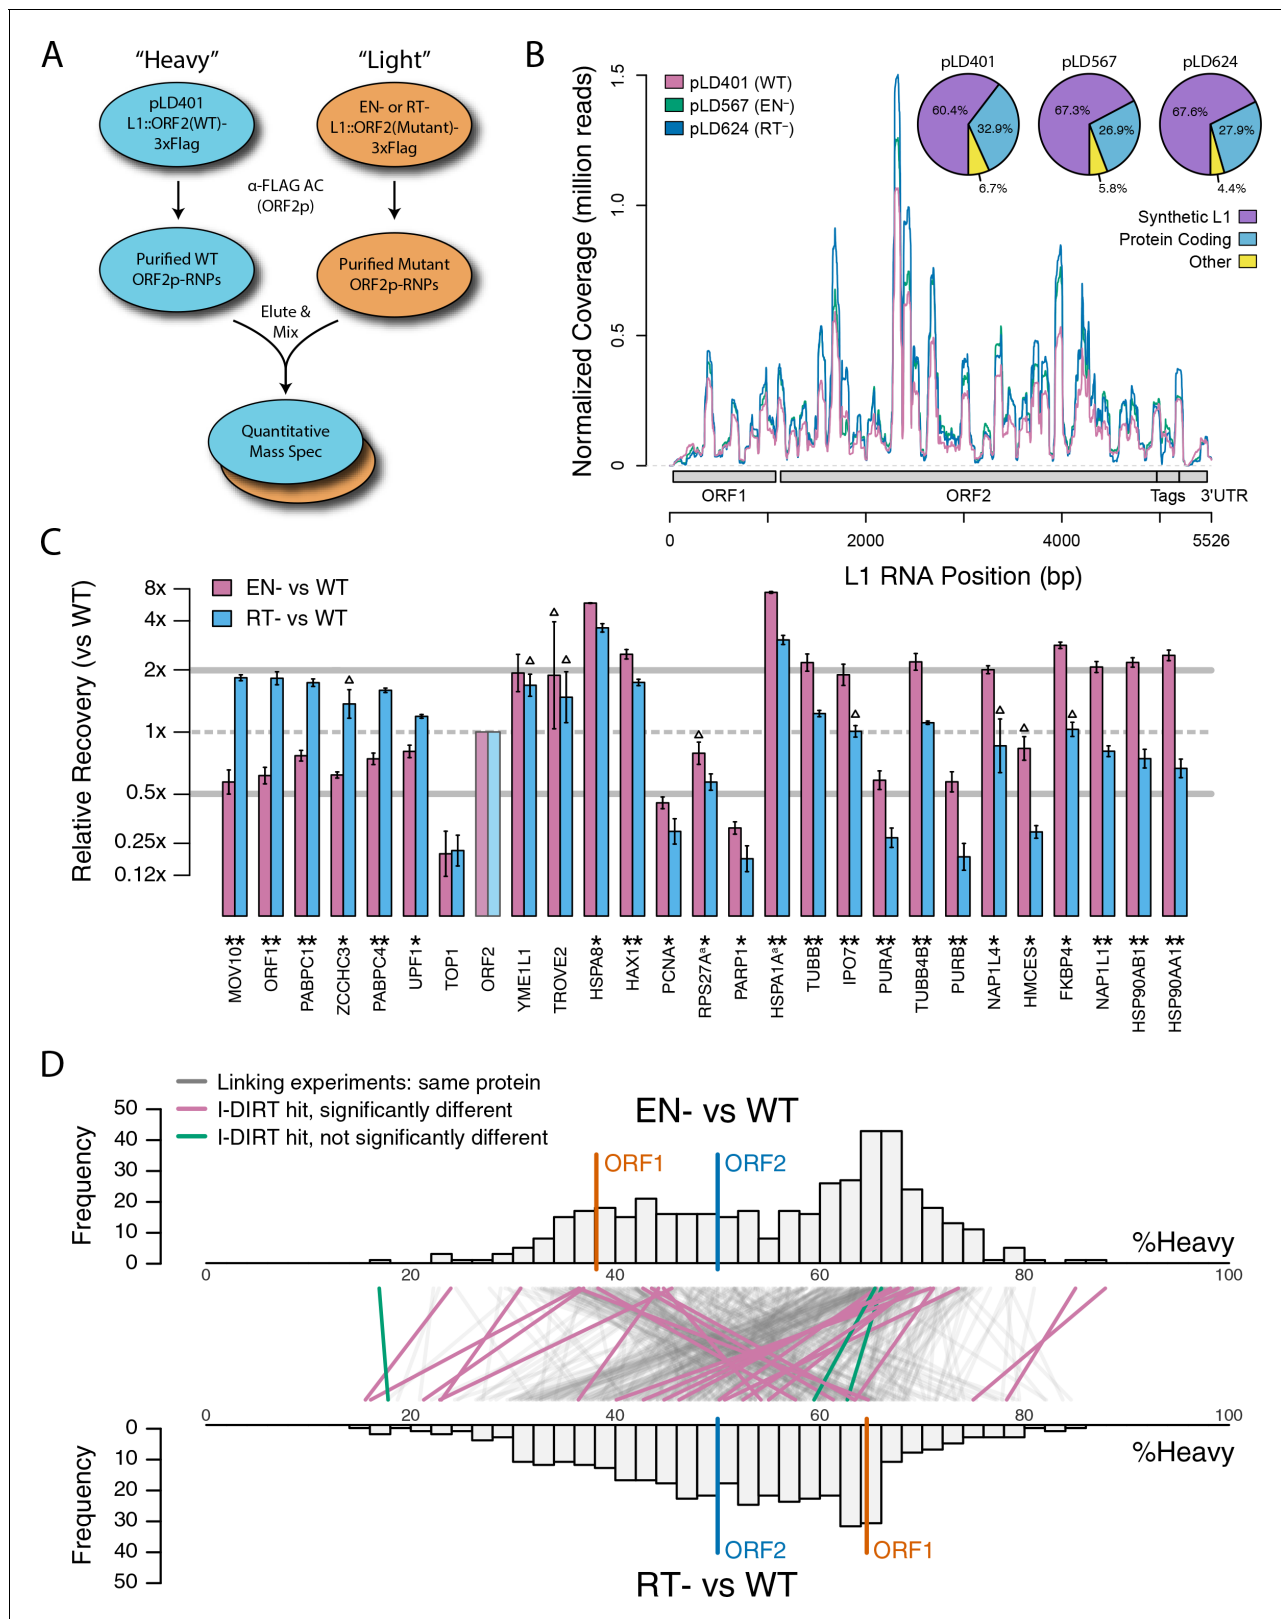 A
"Heavy"
"Light"
pLD401
L1::ORF2(WT)-
3xFlag
EN- or RT-
L1::ORF2(Mutant)-
3xFlag
α-FLAG AC
(ORF2p)
Purified WT
ORF2p-RNPs
Purified Mutant
ORF2p-RNPs
Elute &
Mix
Quantitative
Mass Spec
B
Normalized Coverage (million reads)
1.5
1.0
0.5
0
pLD401 (WT)
pLD567 (EN⁻)
pLD624 (RT⁻)
pLD401
60.4%
32.9%
6.7%
pLD567
67.3%
26.9%
5.8%
pLD624
67.6%
27.9%
4.4%
Synthetic L1
Protein Coding
Other
ORF1
ORF2
Tags
3'UTR
0
2000
4000
5526
L1 RNA Position (bp)
C
Relative Recovery (vs WT)
8x
4x
2x
1x
0.5x
0.25x
0.12x
EN- vs WT
RT- vs WT
MOV10**
ORF1**
PABPC1**
ZCCHC3*
PABPC4**
UPF1*
TOP1
ORF2
YME1L1
TROVE2
HSPA8*
HAX1**
PCNA*
RPS27Aᵃ*
PARP1*
HSPA1Aᵃ**
TUBB**
IPO7*
PURA*
TUBB4B**
PURB**
NAP1L4*
HMCES*
FKBP4*
NAP1L1**
HSP90AB1**
HSP90AA1**
D
Linking experiments: same protein
I-DIRT hit, significantly different
I-DIRT hit, not significantly different
EN- vs WT
Frequency
50
40
30
20
10
0
ORF1
ORF2
%Heavy
0
20
40
60
80
100
0
20
40
60
80
100
%Heavy
Frequency
0
10
20
30
40
50
ORF2
ORF1
RT- vs WT